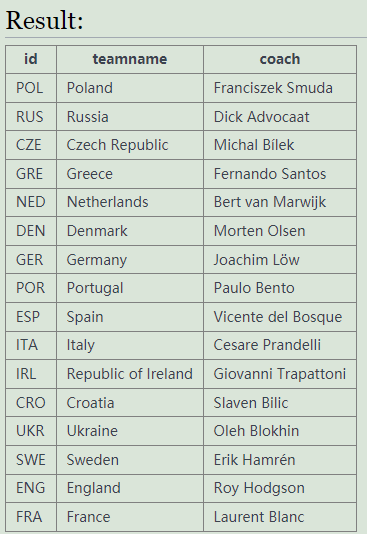 Result:
id teamname coach
POL Poland Franciszek Smuda
RUS Russia Dick Advocaat
CZE Czech Republic Michal Bílek
GRE Greece Fernando Santos
NED Netherlands Bert van Marwijk
DEN Denmark Morten Olsen
GER Germany Joachim Löw
POR Portugal Paulo Bento
ESP Spain Vicente del Bosque
ITA Italy Cesare Prandelli
IRL Republic of Ireland Giovanni Trapattoni
CRO Croatia Slaven Bilic
UKR Ukraine Oleh Blokhin
SWE Sweden Erik Hamrén
ENG England Roy Hodgson
FRA France Laurent Blanc